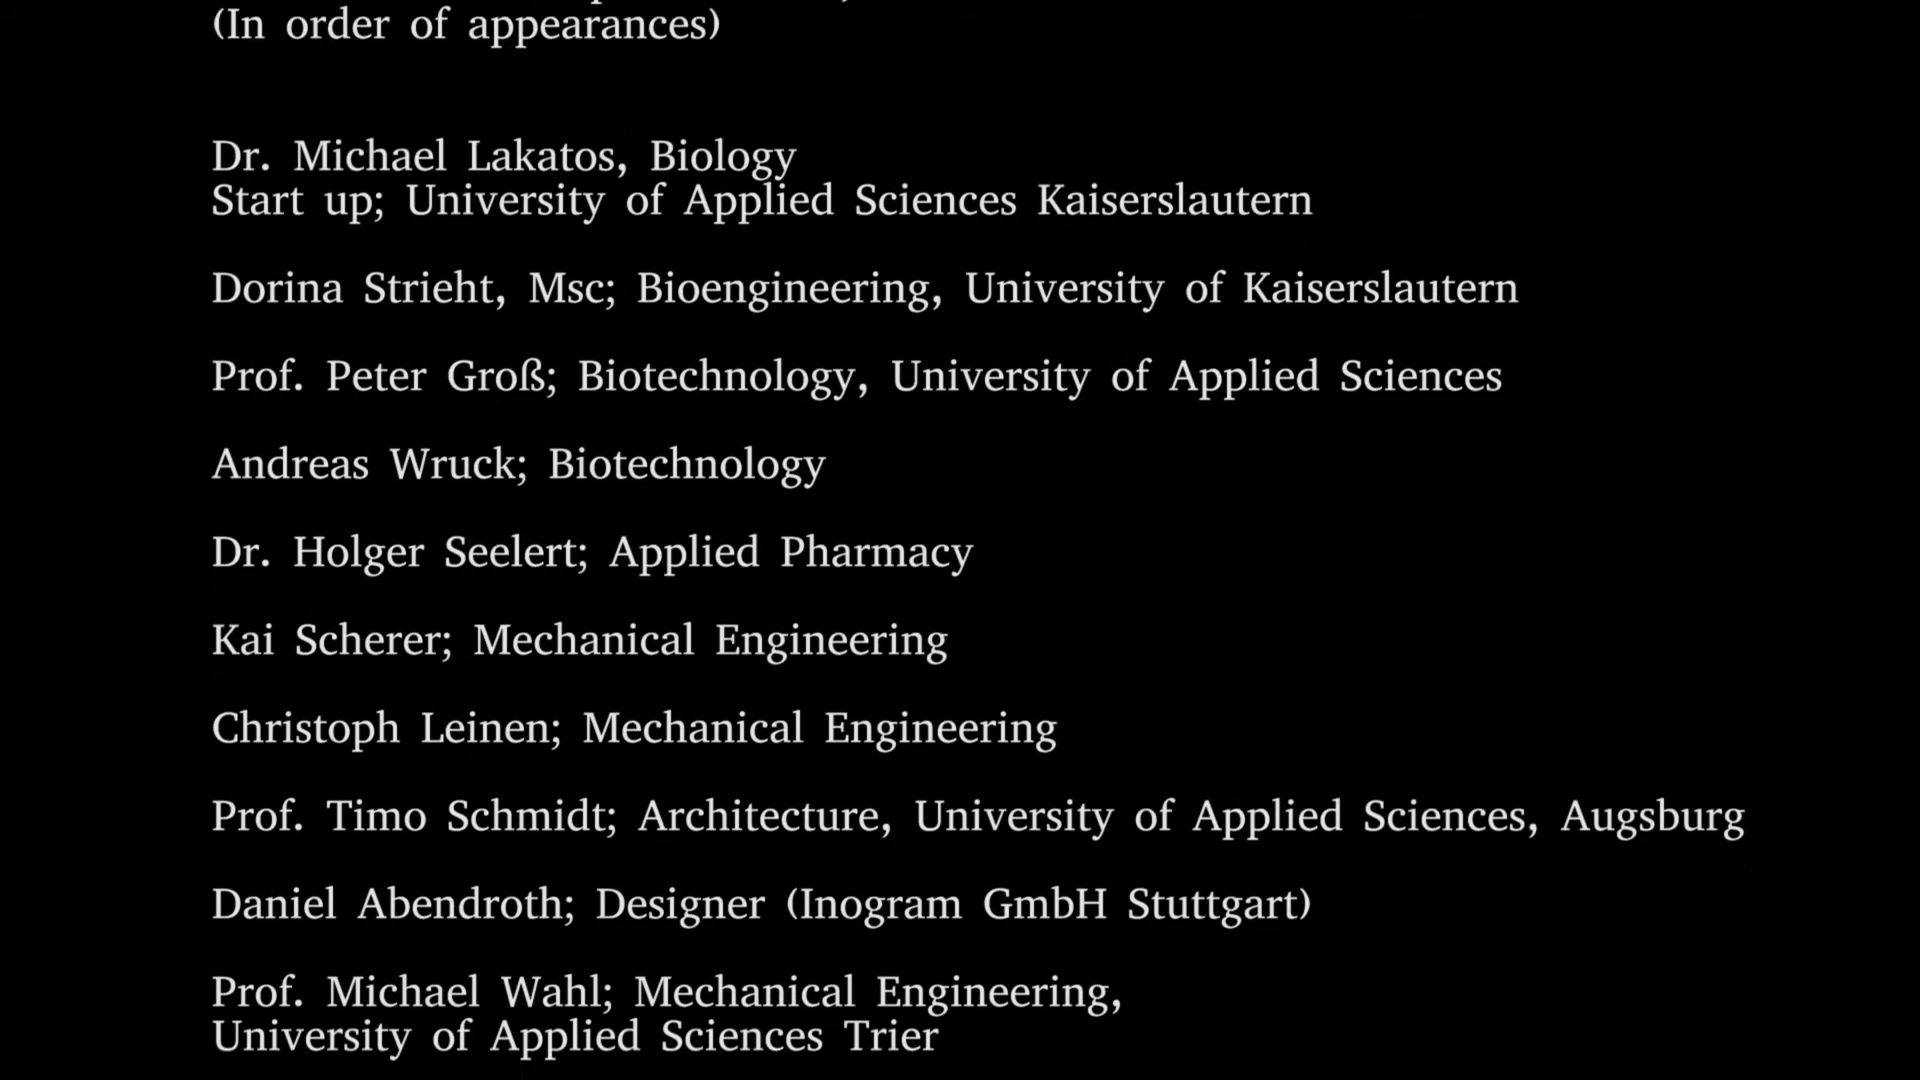 (In order of appearances)
Dr. Michael Lakatos, Biology
Start up; University of Applied Sciences Kaiserslautern
Dorina Strieht, Msc; Bioengineering, University of Kaiserslautern
Prof. Peter Groß; Biotechnology, University of Applied Sciences
Andreas Wruck; Biotechnology
Dr. Holger Seelert; Applied Pharmacy
Kai Scherer; Mechanical Engineering
Christoph Leinen; Mechanical Engineering
Prof. Timo Schmidt; Architecture, University of Applied Sciences, Augsburg
Daniel Abendroth; Designer (Inogram GmbH Stuttgart)
Prof. Michael Wahl; Mechanical Engineering,
University of Applied Sciences Trier